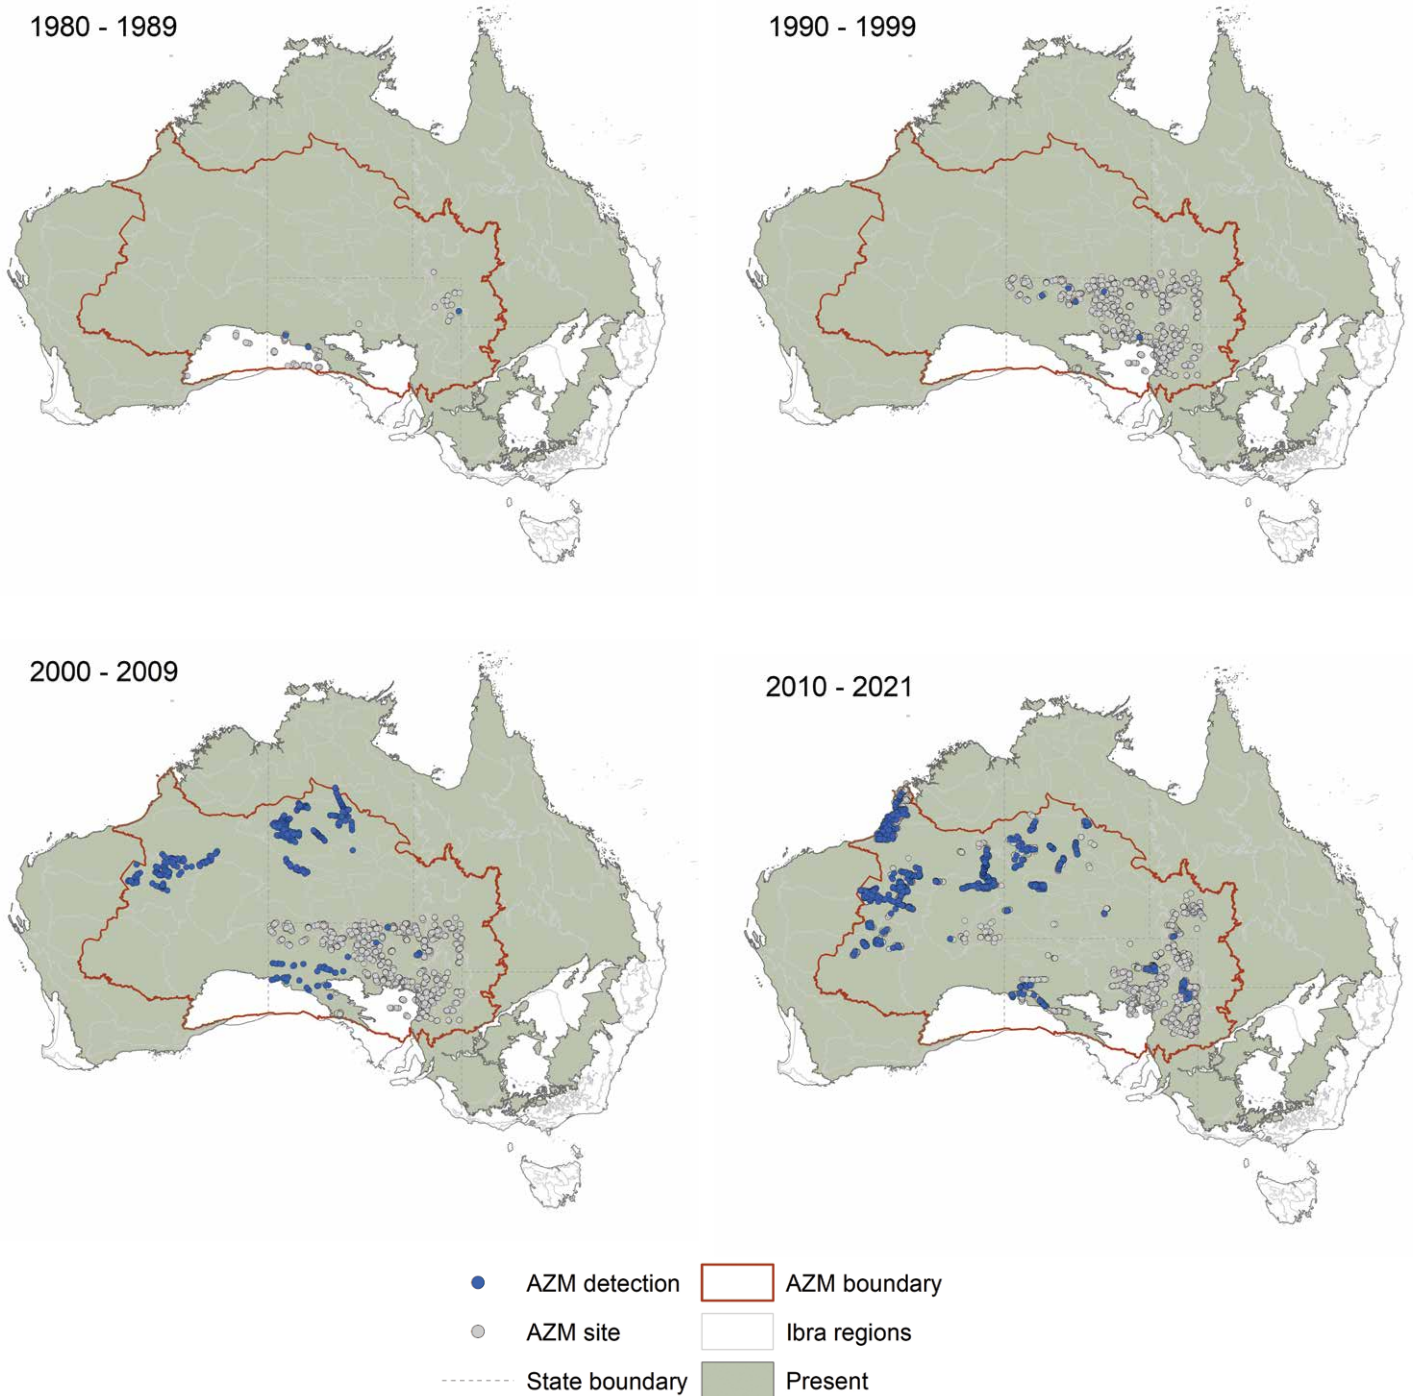 1980 - 1989
1990 - 1999
2000 - 2009
2010 - 2021
AZM detection
AZM boundary
AZM site
Ibra regions
State boundary
Present